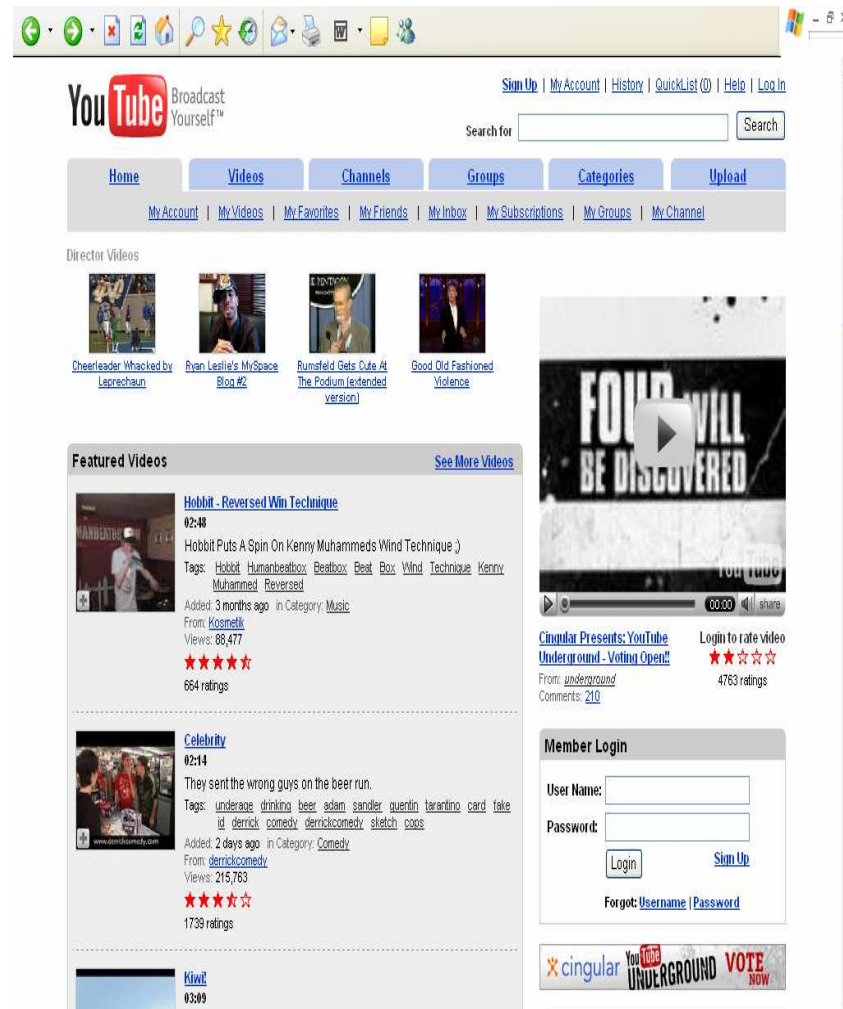 You Tube Broadcast Yourself™
Sign Up | My Account | History | QuickList (0) | Help | Log In
Search for Search
Home Videos Channels Groups Categories Upload
My Account | My Videos | My Favorites | My Friends | My Inbox | My Subscriptions | My Groups | My Channel
Director Videos
Cheerleader Whacked by
Leprechaun
Ryan Leslie's MySpace
Blog #2
Rumsfeld Gets Cute At
The Podium (extended
version)
Good Old Fashioned
Violence
Featured Videos See More Videos
Hobbit - Reversed Win Technique
02:48
Hobbit Puts A Spin On Kenny Muhammeds Wind Technique ;)
Tags: Hobbit Humanbeatbox Beatbox Beat Box Wind Technique Kenny
Muhammed Reversed
Added: 3 months ago in Category: Music
From: Kosmetik
Views: 88,477
664 ratings
www.derrickcomedy.com
Celebrity
02:14
They sent the wrong guys on the beer run.
Tags: underage drinking beer adam sandler quentin tarantino card fake
id derrick comedy derrickcomedy sketch cops
Added: 2 days ago in Category: Comedy
From: derrickcomedy
Views: 215,763
1739 ratings
Kiwi!
03:09
FOUR WILL
BE DISCOVERED
You Tube
00:00 share
Cingular Presents: YouTube
Underground - Voting Open!!
From: underground
Comments: 210
Login to rate video
4763 ratings
Member Login
User Name:
Password:
Login Sign Up
Forgot: Username | Password
cingular You Tube UNDERGROUND VOTE NOW